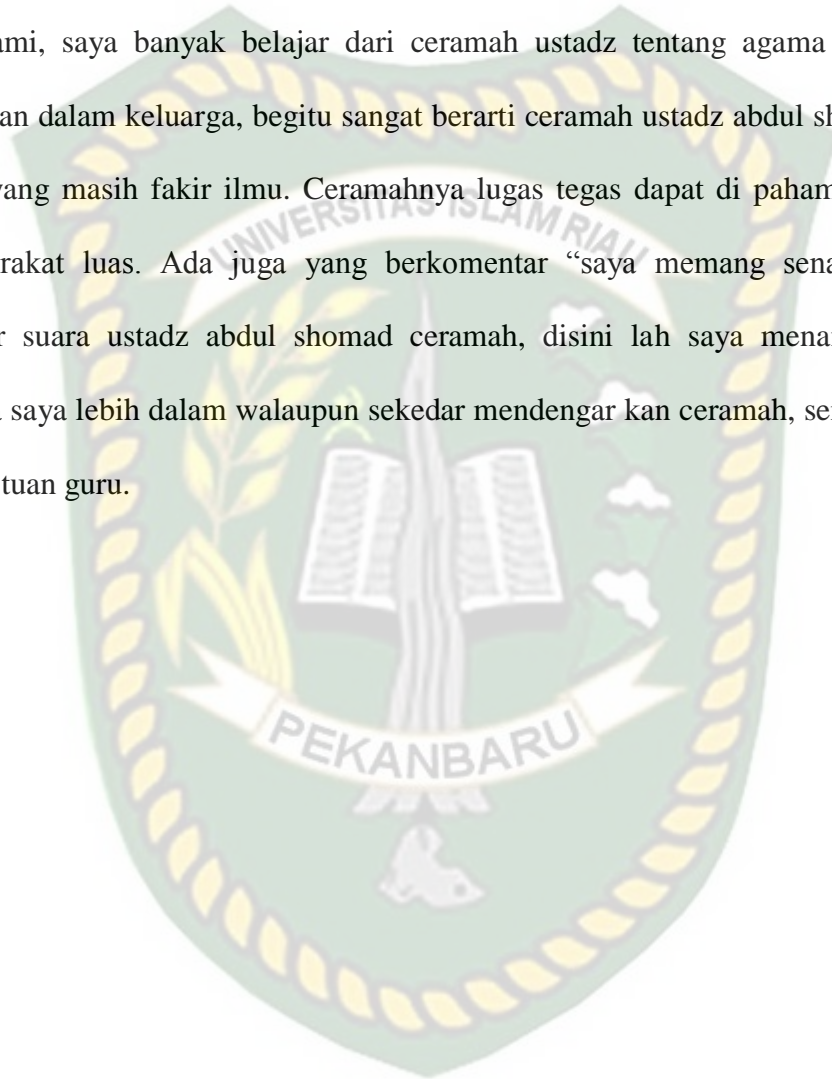 ami, saya banyak belajar dari ceramah ustadz tentang agama
an dalam keluarga, begitu sangat berarti ceramah ustadz abdul sh
yang masih fakir ilmu. Ceramahnya lugas tegas dapat di paham
UNIVERSITAS ISLAM RIAU
rakat luas. Ada juga yang berkomentar “saya memang sena
r suara ustadz abdul shomad ceramah, disini lah saya mena
saya lebih dalam walaupun sekedar mendengar kan ceramah, se
tuan guru.
PEKANBARU